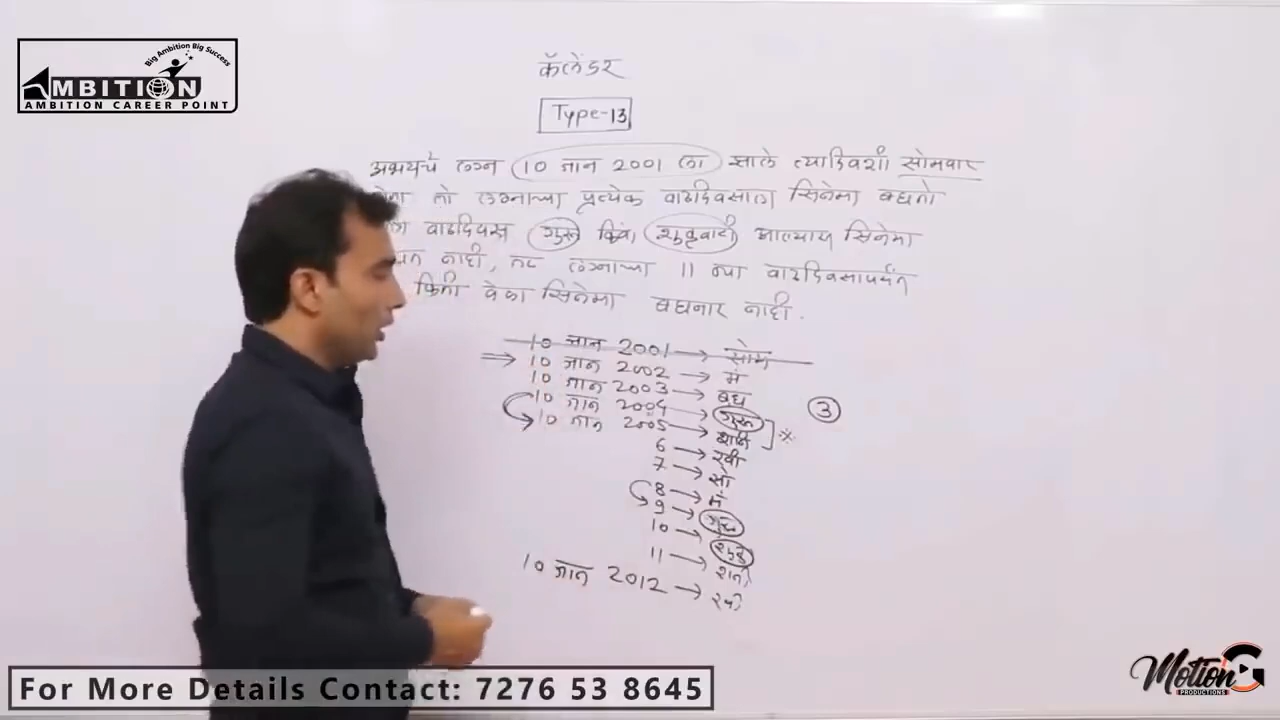 Big Ambition Big Success
AMBITION
AMBITION CAREER POINT
कॅलेंडर
Type-13
अभयचे लग्न 10 जान 2001 ला झाले त्यादिवशी सोमवार
तो लग्नाच्या प्रत्येक वाढदिवसाला सिनेमा बघतो
वाढदिवस गुरु किंवा शुक्रवारी आल्यास सिनेमा
नाही, तर लग्नाच्या 11 व्या वाढदिवसापर्यंत
किती वेळा सिनेमा बघनार नाही.
10 जान 2001 → सोम
⇒ 10 जान 2002 → मं
10 जान 2003 → बुध
10 जान 2004 → गुरु
10 जान 2005 → शनि
3
6 → रवी
7 → सो
8 → मं
9 → गुरु
10 → शुक्र
11 → शनी
10 जान 2012 → रवी
For More Details Contact: 7276 53 8645
Motion
PRODUCTIONS